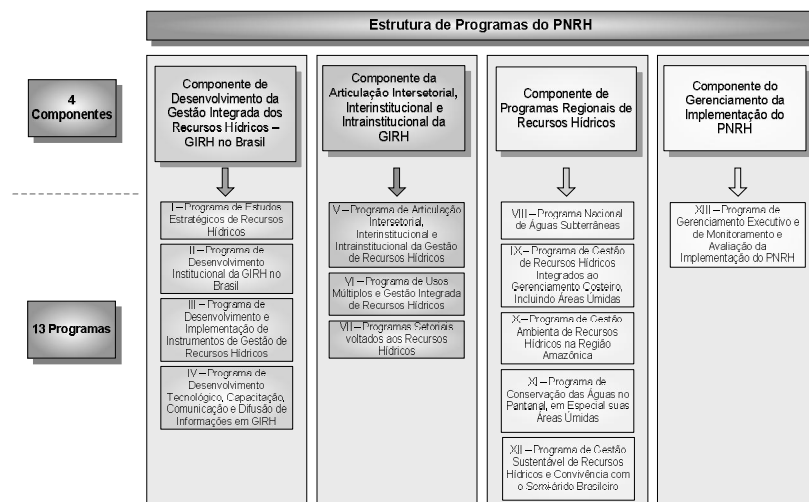 Estrutura de Programas do PNRH
4
Componentes
Componente de
Desenvolvimento da
Gestão Integrada dos
Recursos Hídricos –
GIRH no Brasil
Componente da
Articulação Intersetorial,
Interinstitucional e
Intrainstitucional da
GIRH
Componente de
Programas Regionais de
Recursos Hídricos
Componente do
Gerenciamento da
Implementação do
PNRH
13 Programas
I – Programa de Estudos
Estratégicos de Recursos
Hídricos
II – Programa de
Desenvolvimento
Institucional da GIRH no
Brasil
III – Programa de
Desenvolvimento e
Implementação de
Instrumentos de Gestão de
Recursos Hídricos
IV – Programa de
Desenvolvimento
Tecnológico, Capacitação,
Comunicação e Difusão de
Informações em GIRH
V – Programa de Articulação
Intersetorial,
Interinstitucional e
Intrainstitucional da Gestão
de Recursos Hídricos
VI – Programa de Usos
Múltiplos e Gestão Integrada
de Recursos Hídricos
VII – Programas Setoriais
voltados aos Recursos
Hídricos
VIII – Programa Nacional
de Águas Subterrâneas
IX – Programa de Gestão
de Recursos Hídricos
Integrados ao
Gerenciamento Costeiro,
Incluindo Áreas Úmidas
X – Programa de Gestão
Ambienta de Recursos
Hídricos na Região
Amazônica
XI – Programa de
Conservação das Águas no
Pantanal, em Especial suas
Áreas Úmidas
XII – Programa de Gestão
Sustentável de Recursos
Hídricos e Convivência com
o Semi-árido Brasileiro
XIII – Programa de
Gerenciamento Executivo e
de Monitoramento e
Avaliação da
Implementação do PNRH